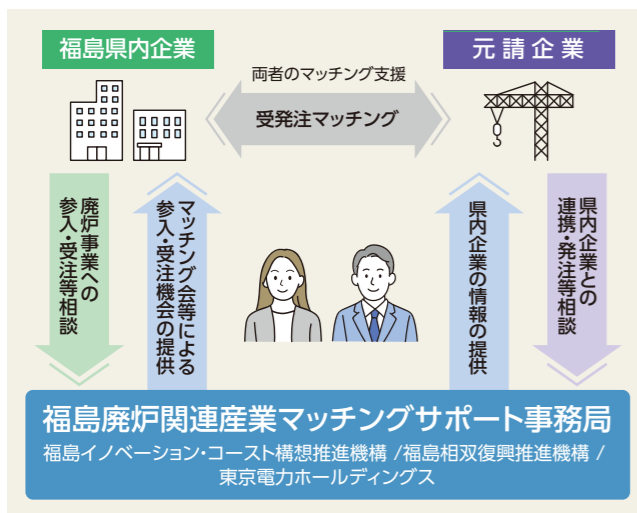 福島県内企業
元請企業
両者のマッチング支援
受発注マッチング
廃炉事業への
参入・受注等相談
マッチング会等による
参入・受注機会の提供
県内企業の情報の提供
県内企業との
連携・発注等相談
福島廃炉関連産業マッチングサポート事務局
福島イノベーション・コースト構想推進機構 /福島相双復興推進機構 /
東京電力ホールディングス